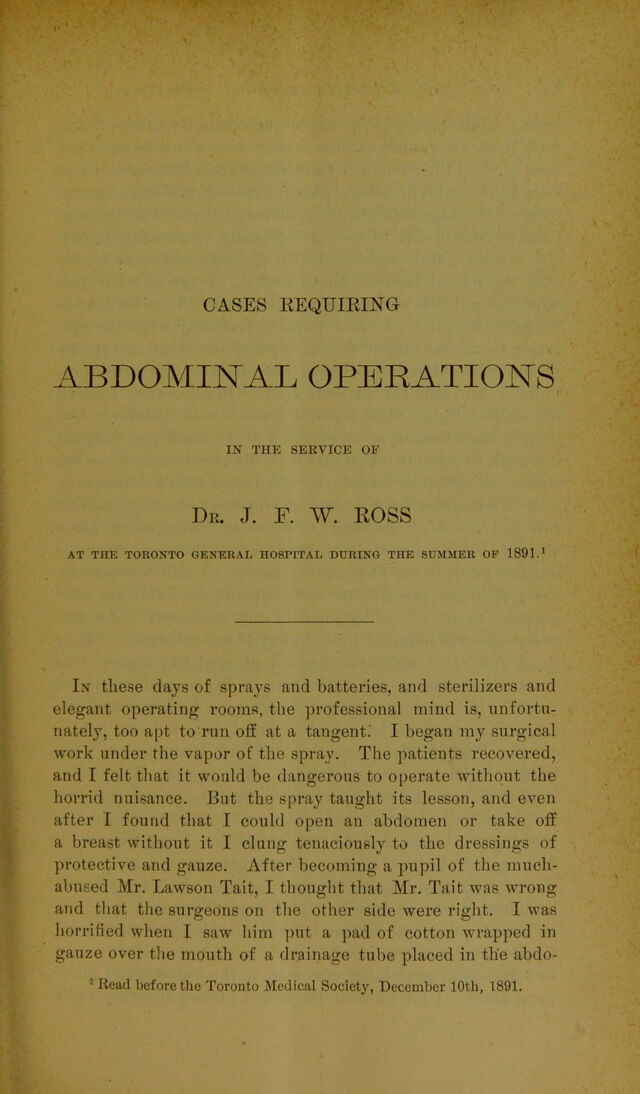 CASES REQUIRING
ABDOMINAL OPERATIONS
IN THE SERVICE OF
DR. J. F. W. ROSS
AT THE TORONTO GENERAL HOSPITAL DURING THE SUMMER OF 1891.¹
IN these days of sprays and batteries, and sterilizers and
elegant operating rooms, the professional mind is, unfortu-
nately, too apt to run off at a tangent. I began my surgical
work under the vapor of the spray. The patients recovered,
and I felt that it would be dangerous to operate without the
horrid nuisance. But the spray taught its lesson, and even
after I found that I could open an abdomen or take off
a breast without it I clung tenaciously to the dressings of
protective and gauze. After becoming a pupil of the much-
abused Mr. Lawson Tait, I thought that Mr. Tait was wrong
and that the surgeons on the other side were right. I was
horrified when I saw him put a pad of cotton wrapped in
gauze over the mouth of a drainage tube placed in the abdo-
² Read before the Toronto Medical Society, December 10th, 1891.